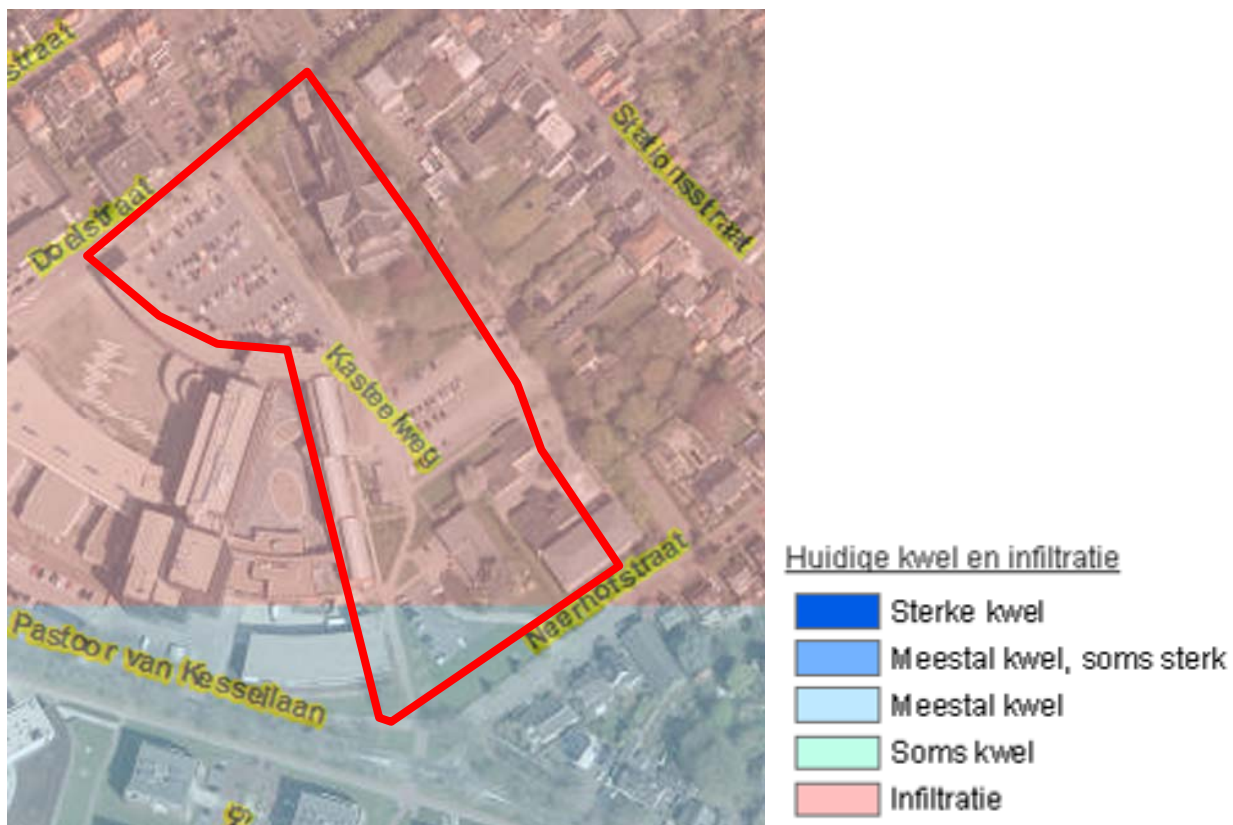 straat
Stationsstraat
Doelstraat
Kasteelweg
Neerhofstraat
Pastoor van Kessellaan
Huidige kwel en infiltratie
Sterke kwel
Meestal kwel, soms sterk
Meestal kwel
Soms kwel
Infiltratie